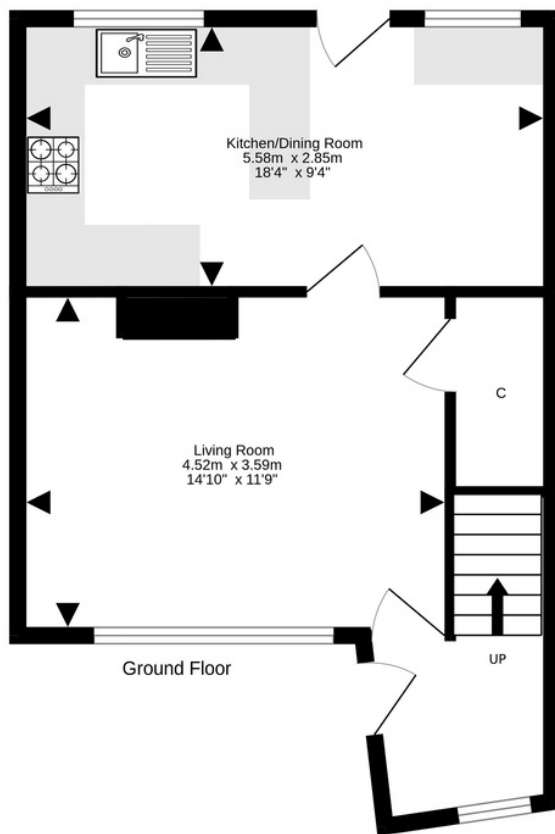 Kitchen/Dining Room
5.58m x 2.85m
18'4" x 9'4"
C
Living Room
4.52m x 3.59m
14'10" x 11'9"
UP
Ground Floor